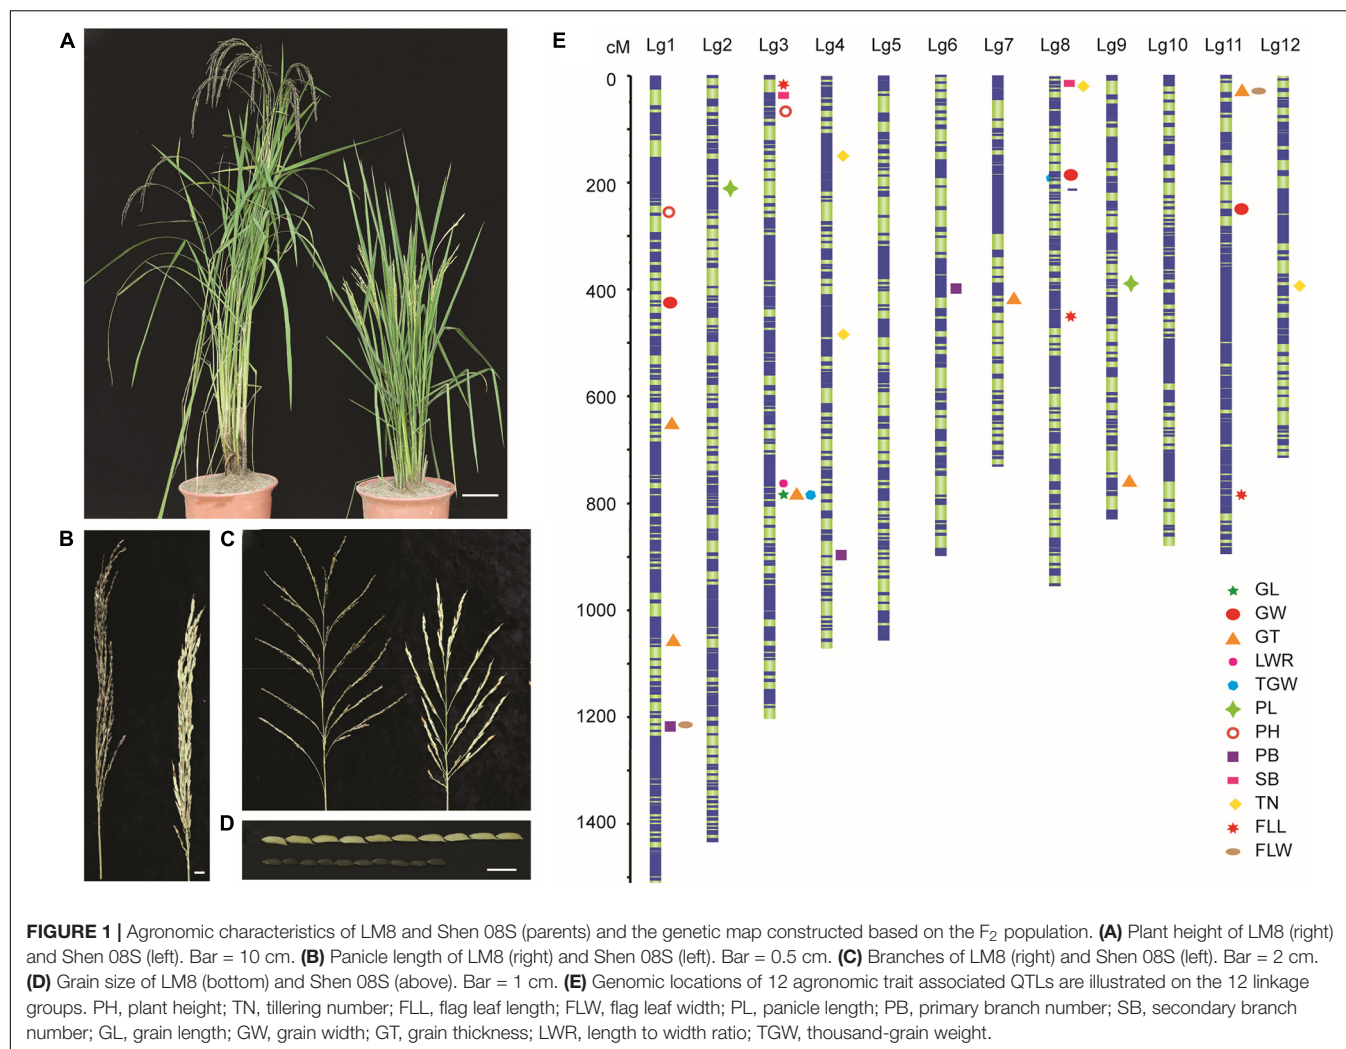 A
B
C
D
E
cM Lg1 Lg2 Lg3 Lg4 Lg5 Lg6 Lg7 Lg8 Lg9 Lg10 Lg11 Lg12
0
200
400
600
800
1000
1200
1400
GL
GW
GT
LWR
TGW
PL
PH
PB
SB
TN
FLL
FLW
FIGURE 1 | Agronomic characteristics of LM8 and Shen 08S (parents) and the genetic map constructed based on the F2 population. (A) Plant height of LM8 (right)
and Shen 08S (left). Bar = 10 cm. (B) Panicle length of LM8 (right) and Shen 08S (left). Bar = 0.5 cm. (C) Branches of LM8 (right) and Shen 08S (left). Bar = 2 cm.
(D) Grain size of LM8 (bottom) and Shen 08S (above). Bar = 1 cm. (E) Genomic locations of 12 agronomic trait associated QTLs are illustrated on the 12 linkage
groups. PH, plant height; TN, tillering number; FLL, flag leaf length; FLW, flag leaf width; PL, panicle length; PB, primary branch number; SB, secondary branch
number; GL, grain length; GW, grain width; GT, grain thickness; LWR, length to width ratio; TGW, thousand-grain weight.